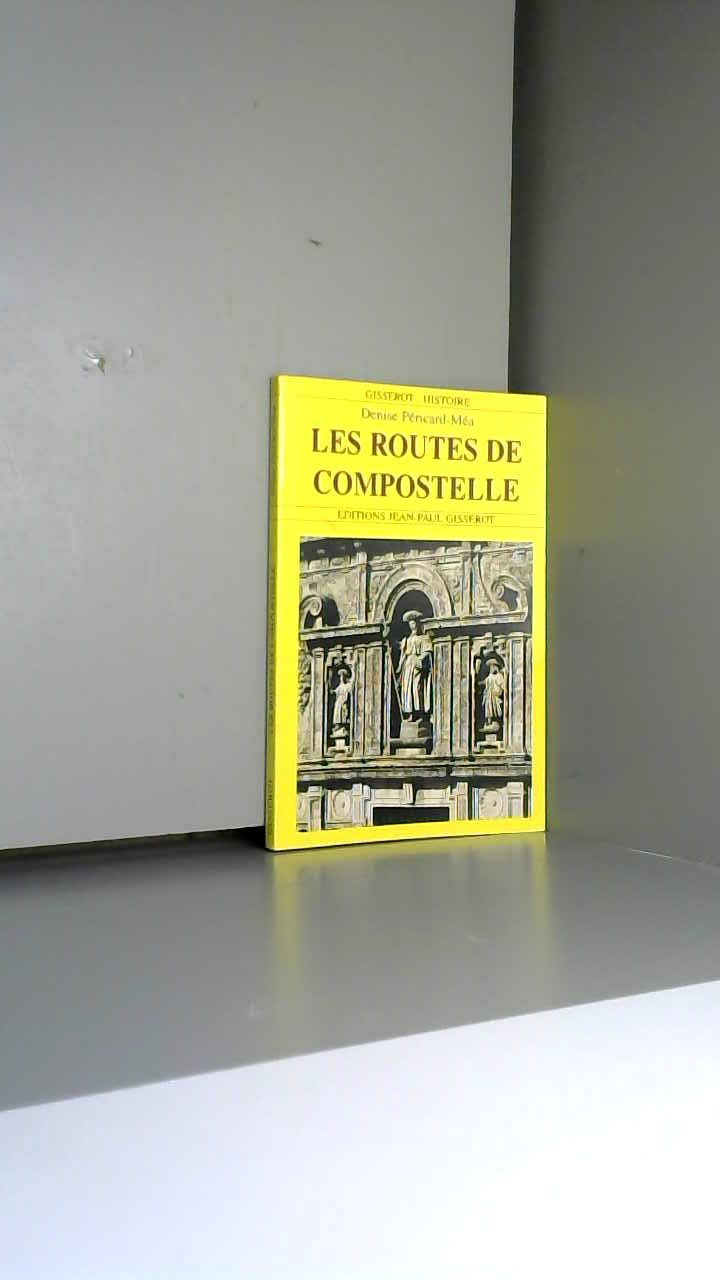 GISSEROT HISTOIRE
Denise Péricard-Méa
LES ROUTES DE
COMPOSTELLE
EDITIONS JEAN-PAUL GISSEROT